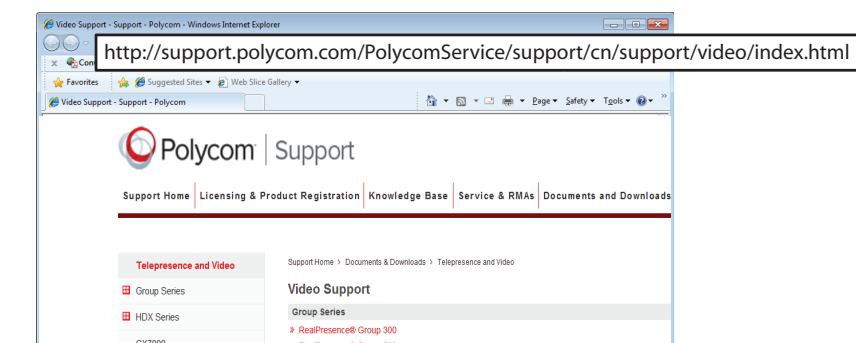 Video Support - Support - Polycom - Windows Internet Explorer
http://support.polycom.com/PolycomService/support/cn/support/video/index.html
x
Favorites Suggested Sites Web Slice Gallery
Video Support - Support - Polycom Page Safety Tools
Polycom Support
Support Home Licensing & Product Registration Knowledge Base Service & RMAs Documents and Downloads
Telepresence and Video Support Home > Documents & Downloads > Telepresence and Video
Group Series Video Support
HDX Series Group Series
» RealPresence® Group 300